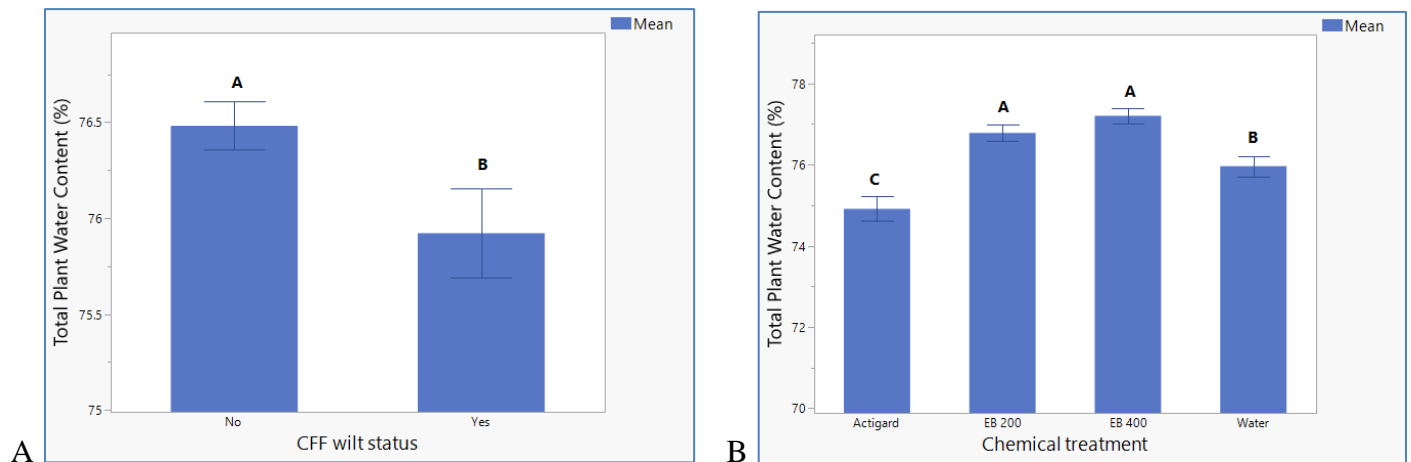 Mean
Total Plant Water Content (%)
76.5
76
75.5
75
A
B
No
Yes
CFF wilt status
A
Mean
Total Plant Water Content (%)
78
76
74
72
70
C
A
A
B
Actigard
EB 200
EB 400
Water
Chemical treatment
B